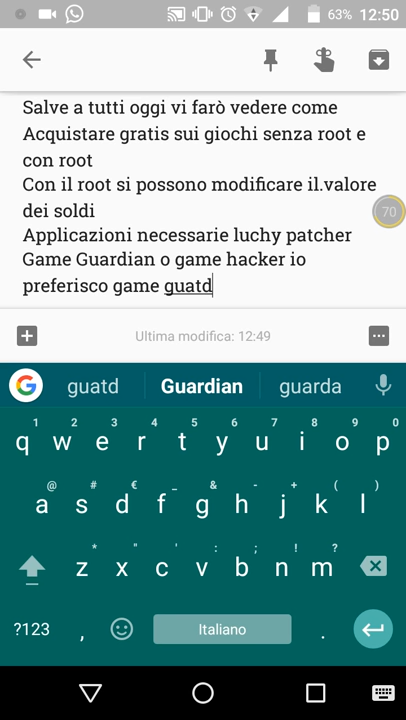 63% 12:50
Salve a tutti oggi vi farò vedere come
Acquistare gratis sui giochi senza root e
con root
Con il root si possono modificare il.valore
dei soldi
70
Applicazioni necessarie luchy patcher
Game Guardian o game hacker io
preferisco game guatd
Ultima modifica: 12:49
G guatd Guardian guarda
1 2 3 4 5 6 7 8 9 0
q w e r t y u i o p
@ # € _ & - + ( )
a s d f g h j k l
* " ' : ; ! ?
z x c v b n m
?123 , Italiano .